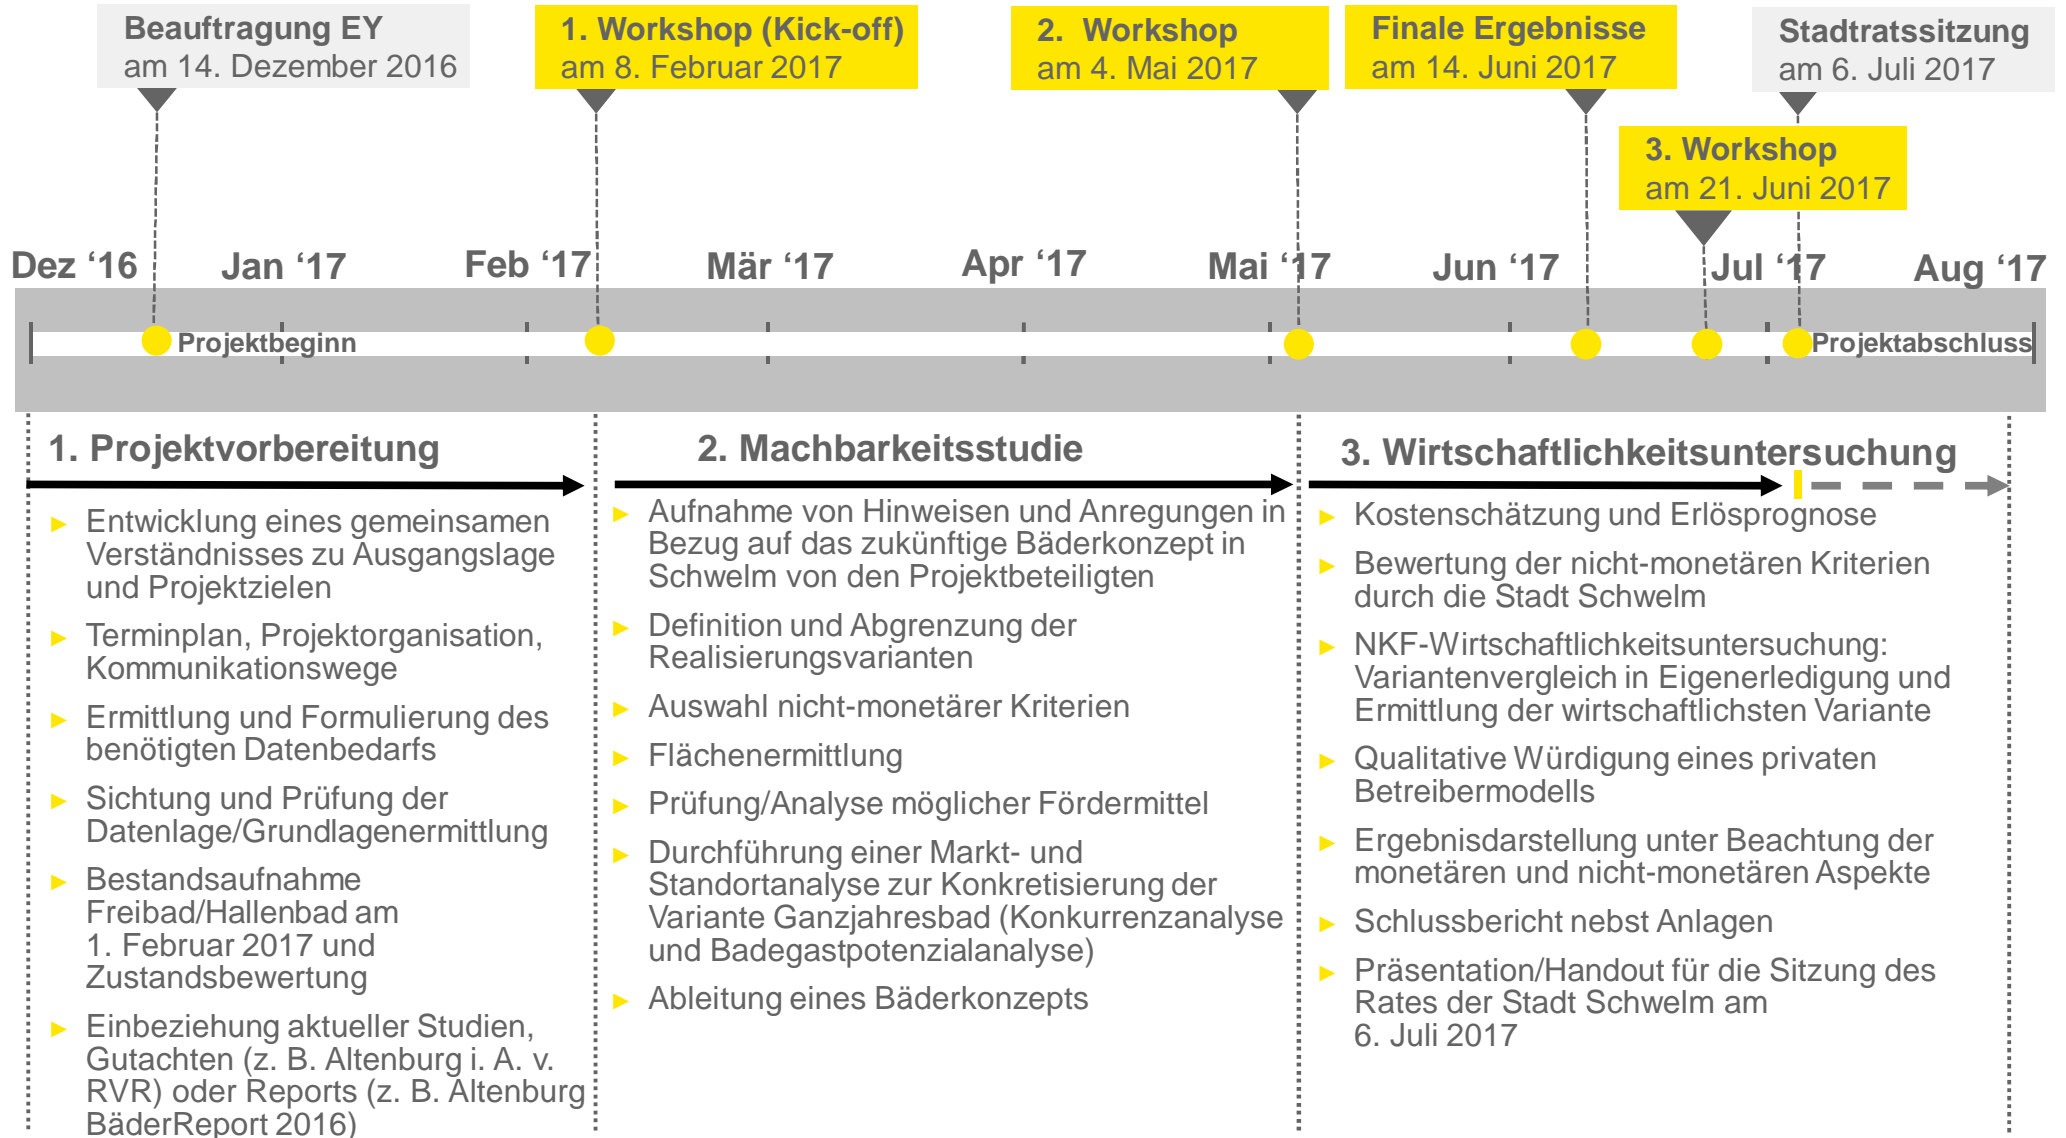 Beauftragung EY
am 14. Dezember 2016
1. Workshop (Kick-off)
am 8. Februar 2017
2. Workshop
am 4. Mai 2017
Finale Ergebnisse
am 14. Juni 2017
Stadtratssitzung
am 6. Juli 2017
3. Workshop
am 21. Juni 2017
Dez ‘16
Jan ‘17
Feb ‘17
Mär ‘17
Apr ‘17
Mai ‘17
Jun ‘17
Jul ‘17
Aug ‘17
Projektbeginn
Projektabschluss
1. Projektvorbereitung
► Entwicklung eines gemeinsamen
Verständnisses zu Ausgangslage
und Projektzielen
► Terminplan, Projektorganisation,
Kommunikationswege
► Ermittlung und Formulierung des
benötigten Datenbedarfs
► Sichtung und Prüfung der
Datenlage/Grundlagenermittlung
► Bestandsaufnahme
Freibad/Hallenbad am
1. Februar 2017 und
Zustandsbewertung
► Einbeziehung aktueller Studien,
Gutachten (z. B. Altenburg i. A. v.
RVR) oder Reports (z. B. Altenburg
BäderReport 2016)
2. Machbarkeitsstudie
► Aufnahme von Hinweisen und Anregungen in
Bezug auf das zukünftige Bäderkonzept in
Schwelm von den Projektbeteiligten
► Definition und Abgrenzung der
Realisierungsvarianten
► Auswahl nicht-monetärer Kriterien
► Flächenermittlung
► Prüfung/Analyse möglicher Fördermittel
► Durchführung einer Markt- und
Standortanalyse zur Konkretisierung der
Variante Ganzjahresbad (Konkurrenzanalyse
und Badegastpotenzialanalyse)
► Ableitung eines Bäderkonzepts
3. Wirtschaftlichkeitsuntersuchung
► Kostenschätzung und Erlösprognose
► Bewertung der nicht-monetären Kriterien
durch die Stadt Schwelm
► NKF-Wirtschaftlichkeitsuntersuchung:
Variantenvergleich in Eigenerledigung und
Ermittlung der wirtschaftlichsten Variante
► Qualitative Würdigung eines privaten
Betreibermodells
► Ergebnisdarstellung unter Beachtung der
monetären und nicht-monetären Aspekte
► Schlussbericht nebst Anlagen
► Präsentation/Handout für die Sitzung des
Rates der Stadt Schwelm am
6. Juli 2017